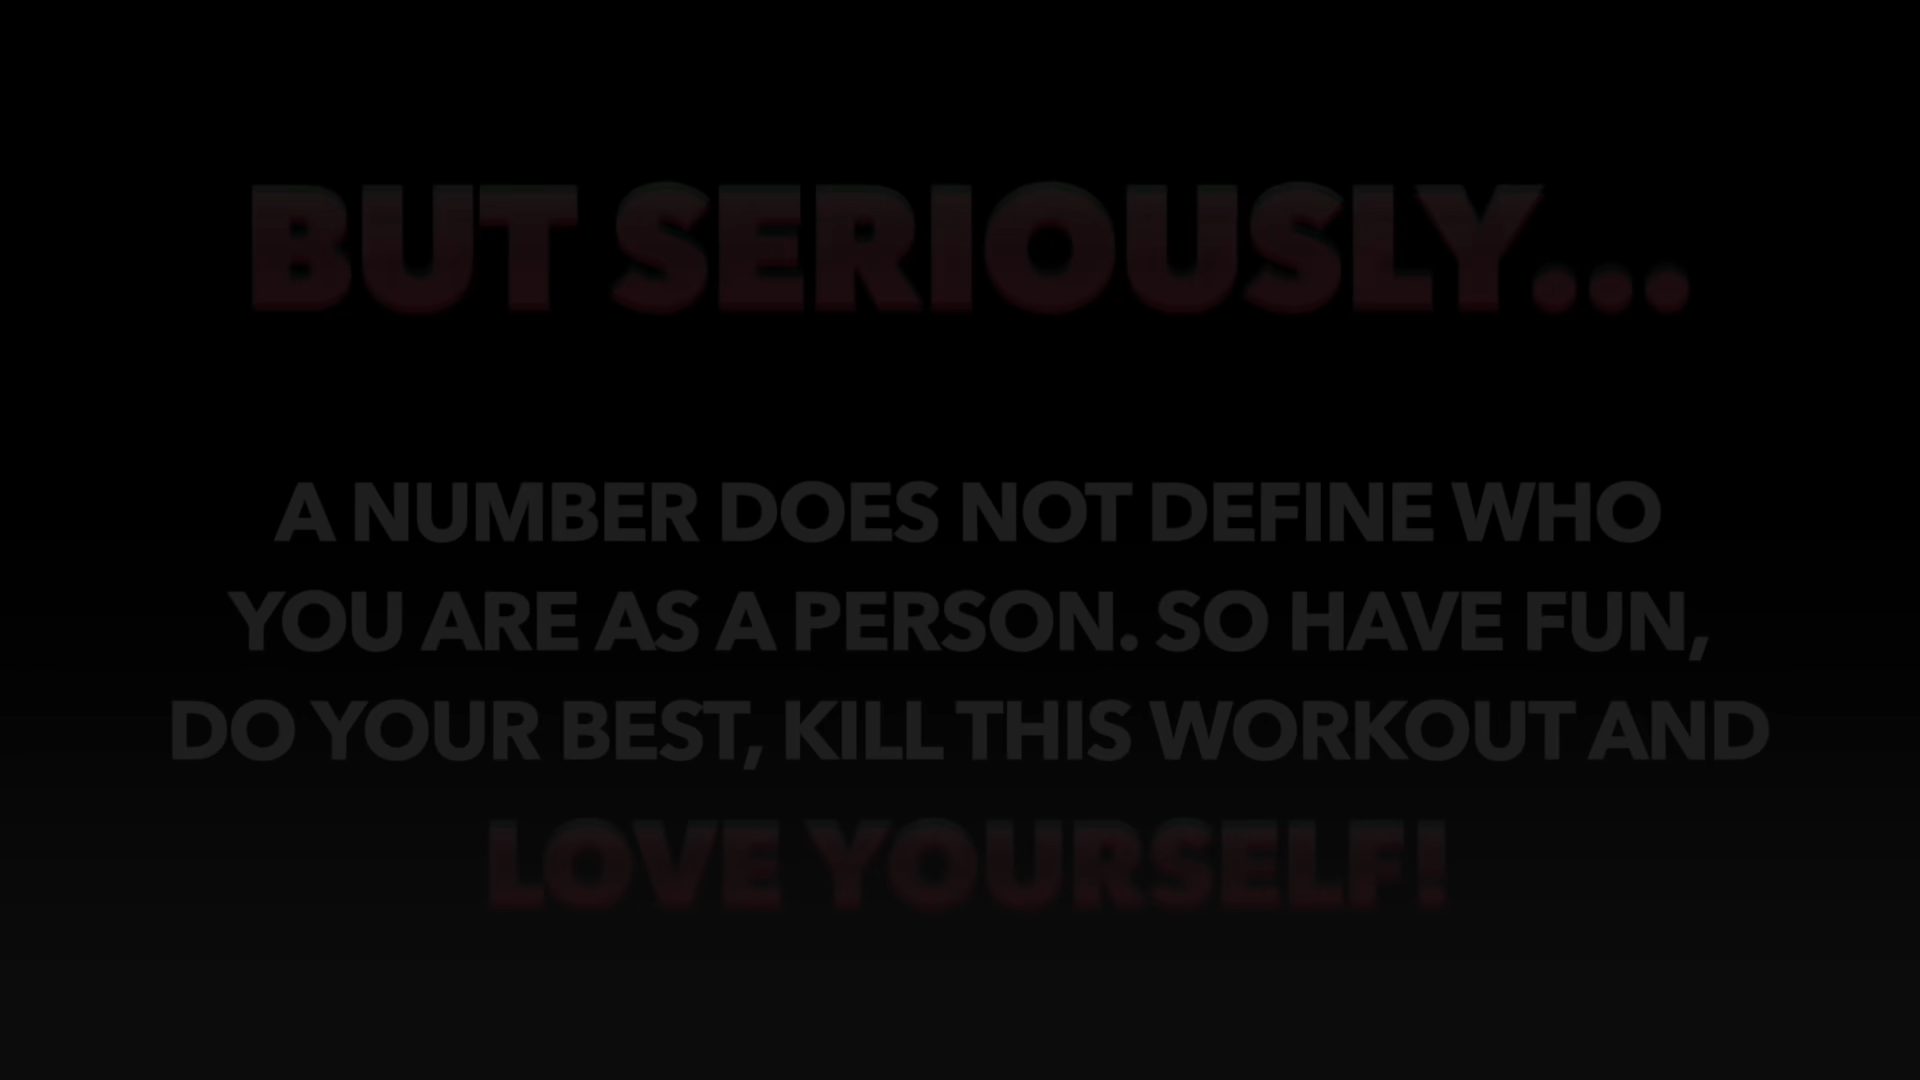 BUT SERIOUSLY...
A NUMBER DOES NOT DEFINE WHO
YOU ARE AS A PERSON. SO HAVE FUN,
DO YOUR BEST, KILL THIS WORKOUT AND
LOVE YOURSELF!